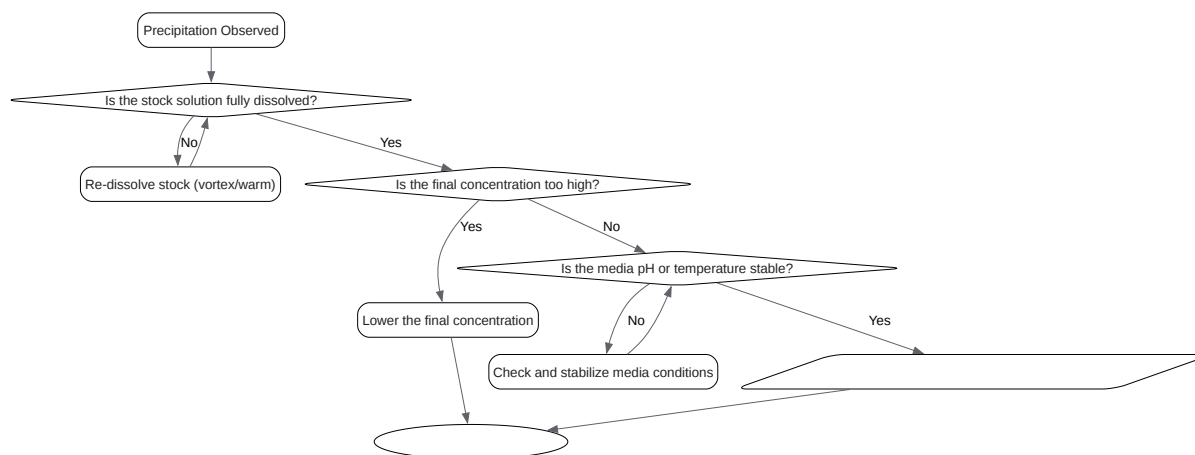 Precipitation Observed
Is the stock solution fully dissolved?
No
Yes
Re-dissolve stock (vortex/warm)
Is the final concentration too high?
Yes
No
Is the media pH or temperature stable?
Lower the final concentration
No
Yes
Check and stabilize media conditions